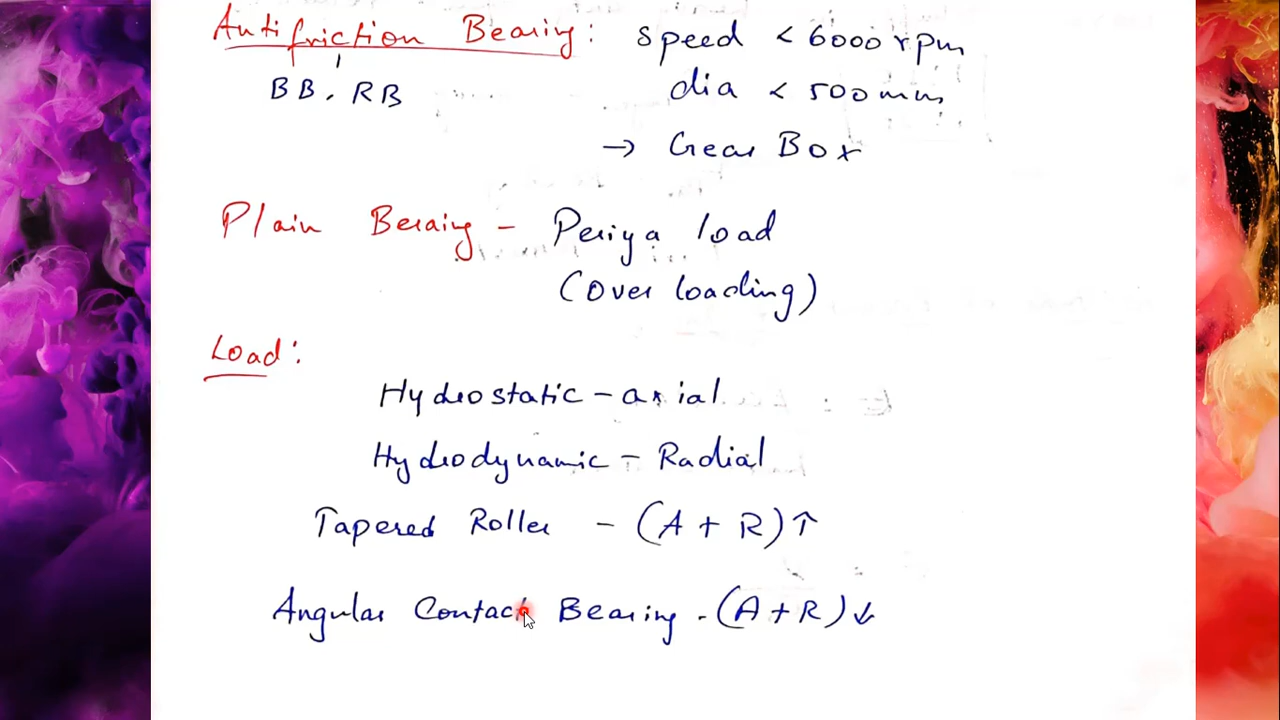 Antifriction Bearing: speed < 6000 rpm
BB, RB dia < 500 mm
→ Gear Box
Plain Beraing - Periya load
(Over loading)
Load:
Hydrostatic - axial
Hydrodynamic - Radial
Tapered Roller - (A + R) ↑
Angular Contact Bearing - (A + R) ↓